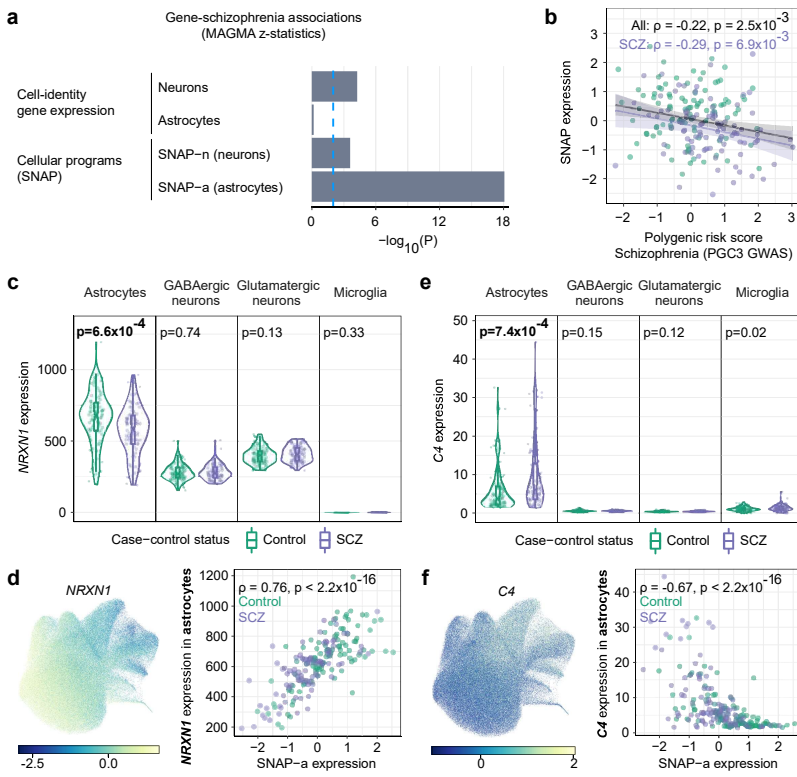 a
Gene-schizophrenia associations
(MAGMA z-statistics)
Cell-identity
gene expression
Neurons
Astrocytes
Cellular programs
(SNAP)
SNAP−n (neurons)
SNAP−a (astrocytes)
0 6 12 18
−log10(P)
b
All: ρ = -0.22, p = 2.5x10-3
SCZ: ρ = -0.29, p = 6.9x10-3
SNAP expression
3
2
1
0
−1
−2
−2 −1 0 1 2 3
Polygenic risk score
Schizophrenia (PGC3 GWAS)
c
Astrocytes
GABAergic
neurons
Glutamatergic
neurons
Microglia
p=6.6x10-4
p=0.74
p=0.13
p=0.33
NRXN1 expression
1000
500
0
Case−control status Control SCZ
e
Astrocytes
GABAergic
neurons
Glutamatergic
neurons
Microglia
p=7.4x10-4
p=0.15
p=0.12
p=0.02
C4 expression
50
40
30
20
10
0
Case−control status Control SCZ
d
NRXN1
-2.5 0.0
NRXN1 expression in astrocytes
ρ = 0.76, p < 2.2x10-16
Control
SCZ
1200
1000
800
600
400
200
−2 −1 0 1 2
SNAP−a expression
f
C4
0 2
C4 expression in astrocytes
ρ = -0.67, p < 2.2x10-16
Control
SCZ
40
30
20
10
0
−2 −1 0 1 2
SNAP−a expression